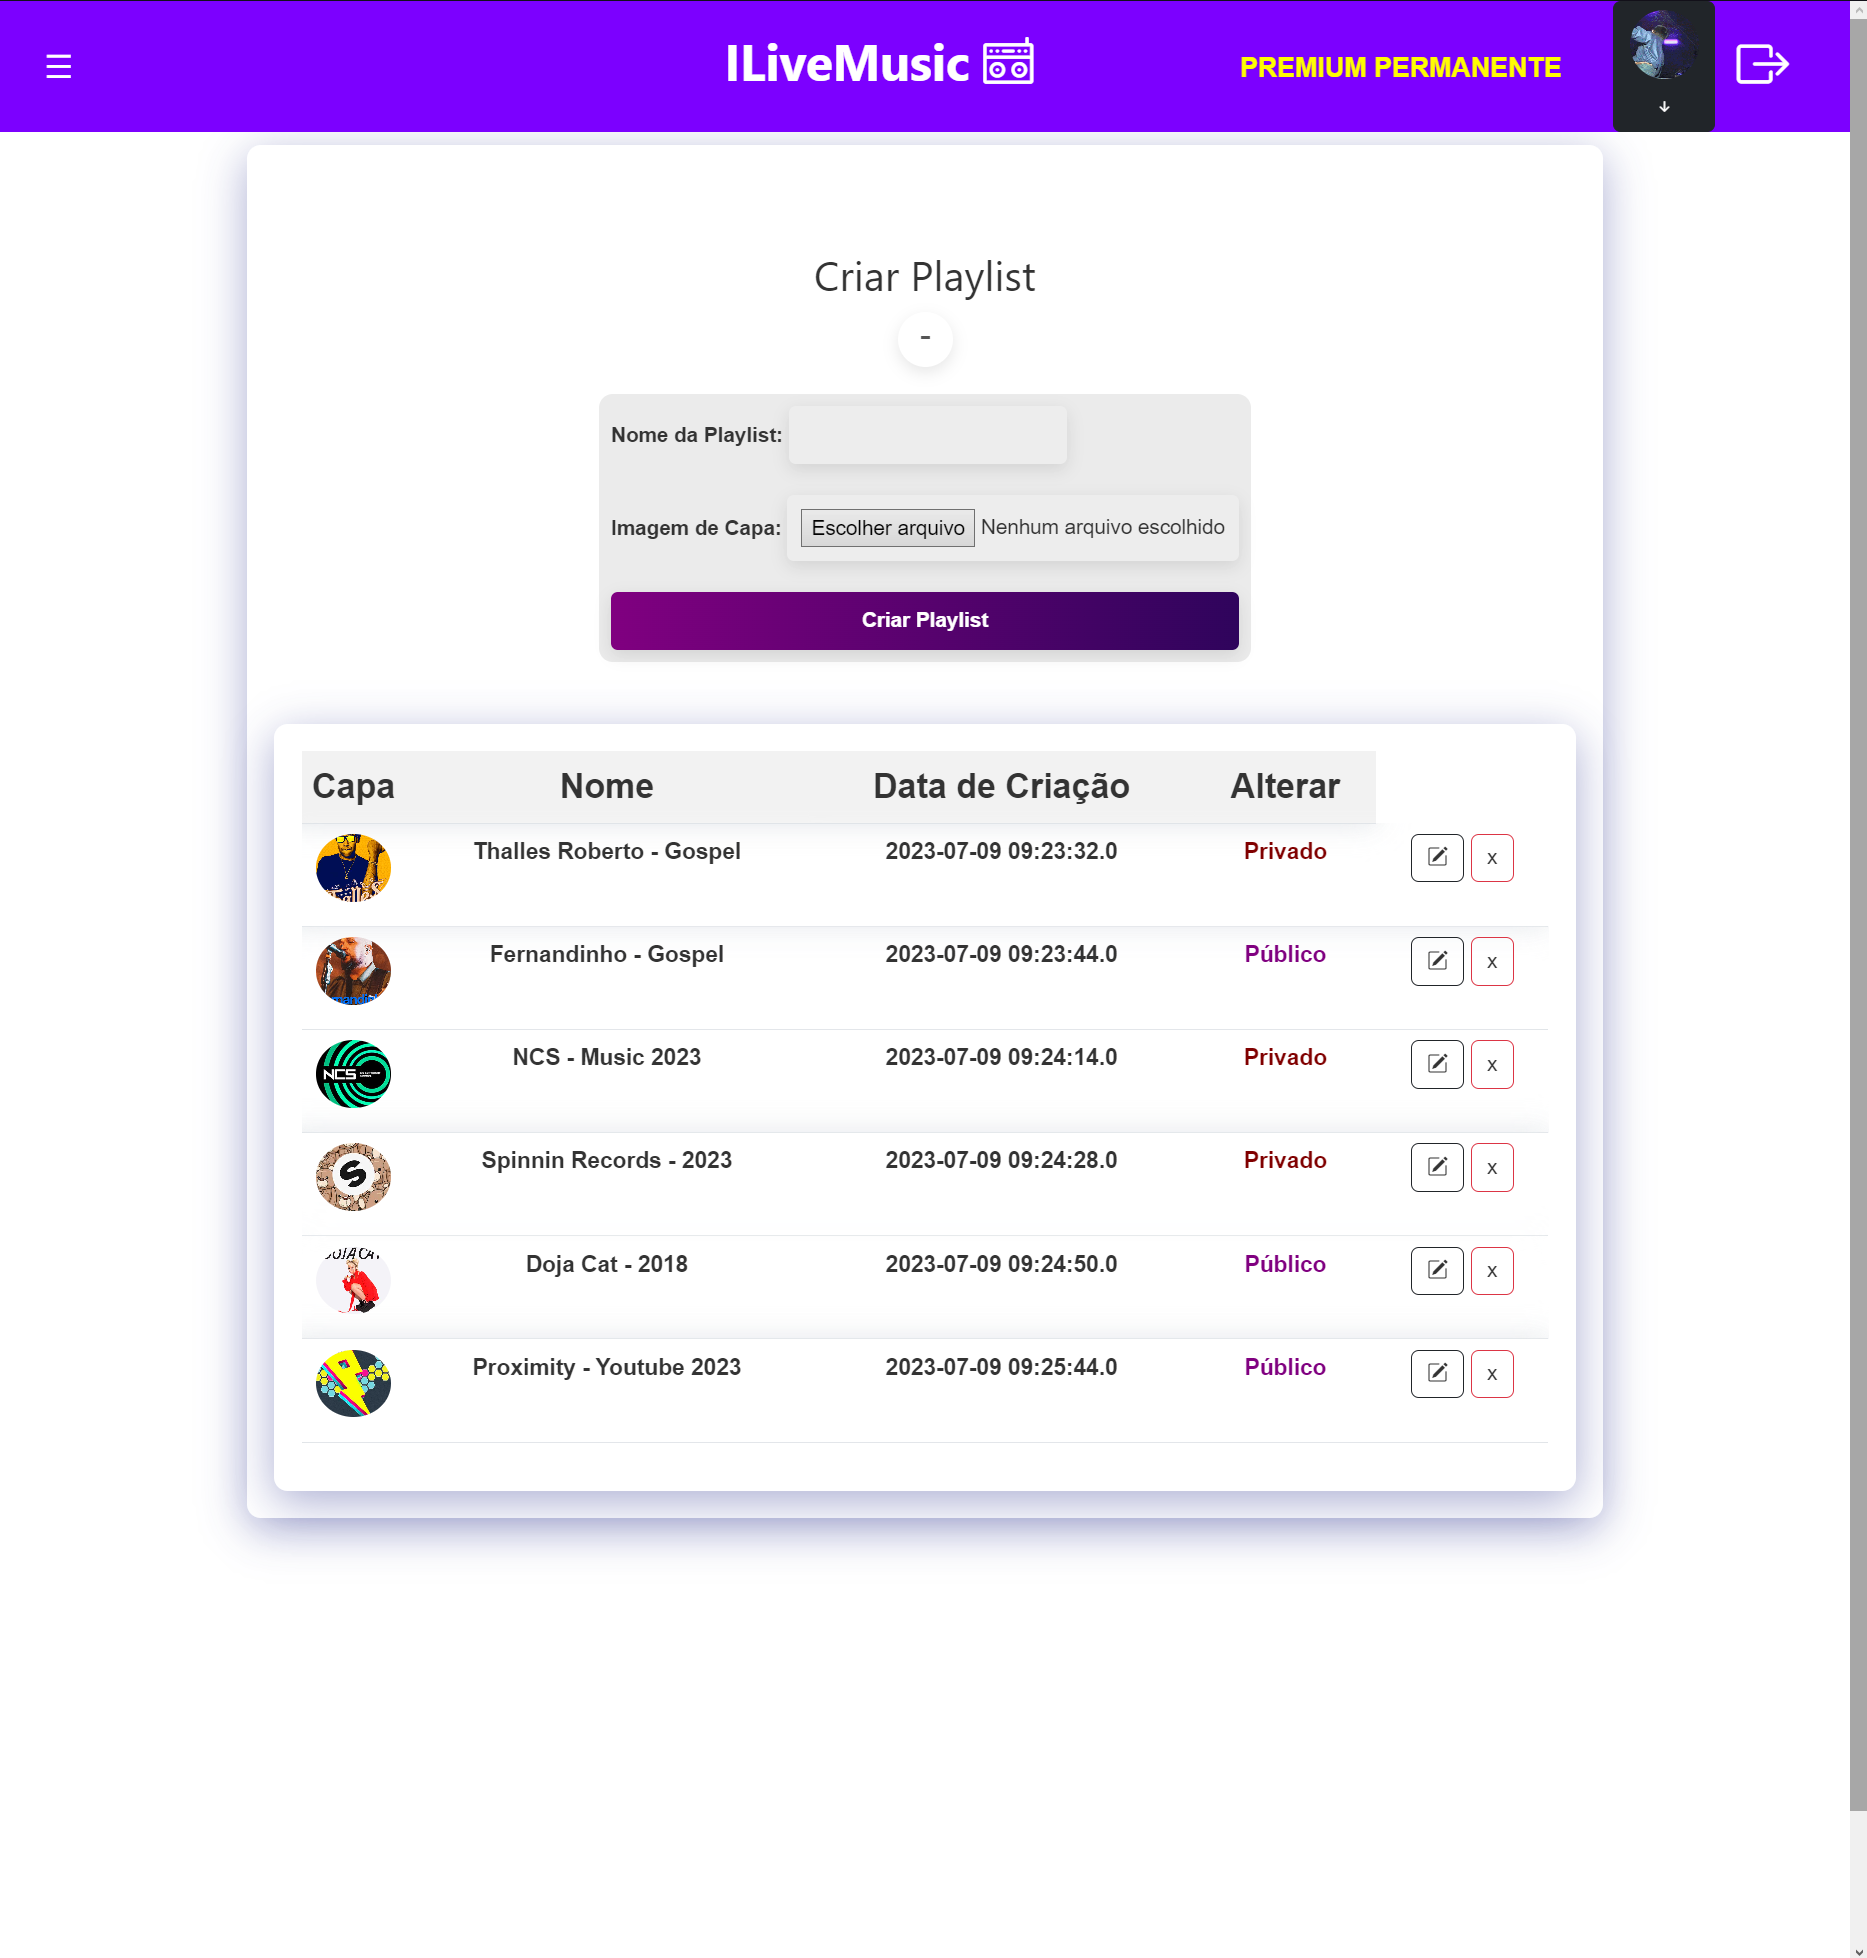 ☰
ILiveMusic
PREMIUM PERMANENTE
↓
Criar Playlist
-
Nome da Playlist:
Imagem de Capa: Escolher arquivo Nenhum arquivo escolhido
Criar Playlist
Capa Nome Data de Criação Alterar
Thalles Roberto - Gospel 2023-07-09 09:23:32.0 Privado x
Fernandinho - Gospel 2023-07-09 09:23:44.0 Público x
NCS
NCS - Music 2023 2023-07-09 09:24:14.0 Privado x
Spinnin Records - 2023 2023-07-09 09:24:28.0 Privado x
Doja Cat - 2018 2023-07-09 09:24:50.0 Público x
Proximity - Youtube 2023 2023-07-09 09:25:44.0 Público x